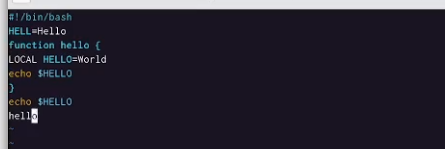 #!/bin/bash
HELL=Hello
function hello {
LOCAL HELLO=World
echo $HELLO
}
echo $HELLO
hello
~
~